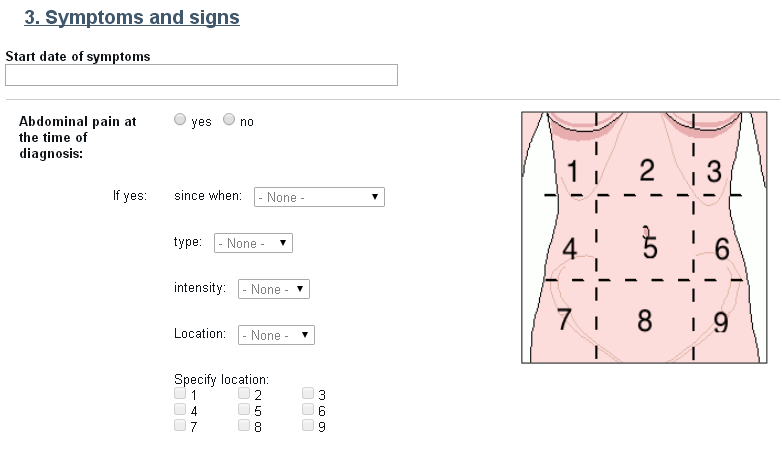 3. Symptoms and signs
Start date of symptoms
Abdominal pain at
the time of
diagnosis:
yes no
If yes: since when: - None -
type: - None -
intensity: - None -
Location: - None -
Specify location:
1 2 3
4 5 6
7 8 9
1 2 3
4 5 6
7 8 9